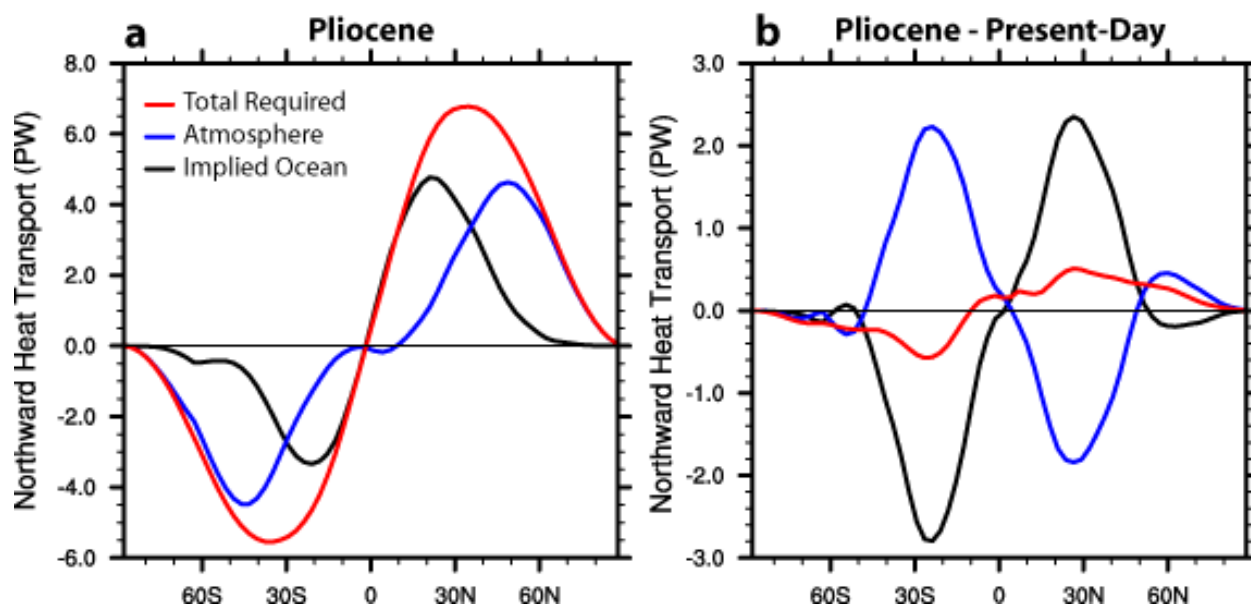 a Pliocene
Northward Heat Transport (PW)
8.0
6.0
4.0
2.0
0.0
-2.0
-4.0
-6.0
Total Required
Atmosphere
Implied Ocean
60S 30S 0 30N 60N
b Pliocene - Present-Day
Northward Heat Transport (PW)
3.0
2.0
1.0
0.0
-1.0
-2.0
-3.0
60S 30S 0 30N 60N